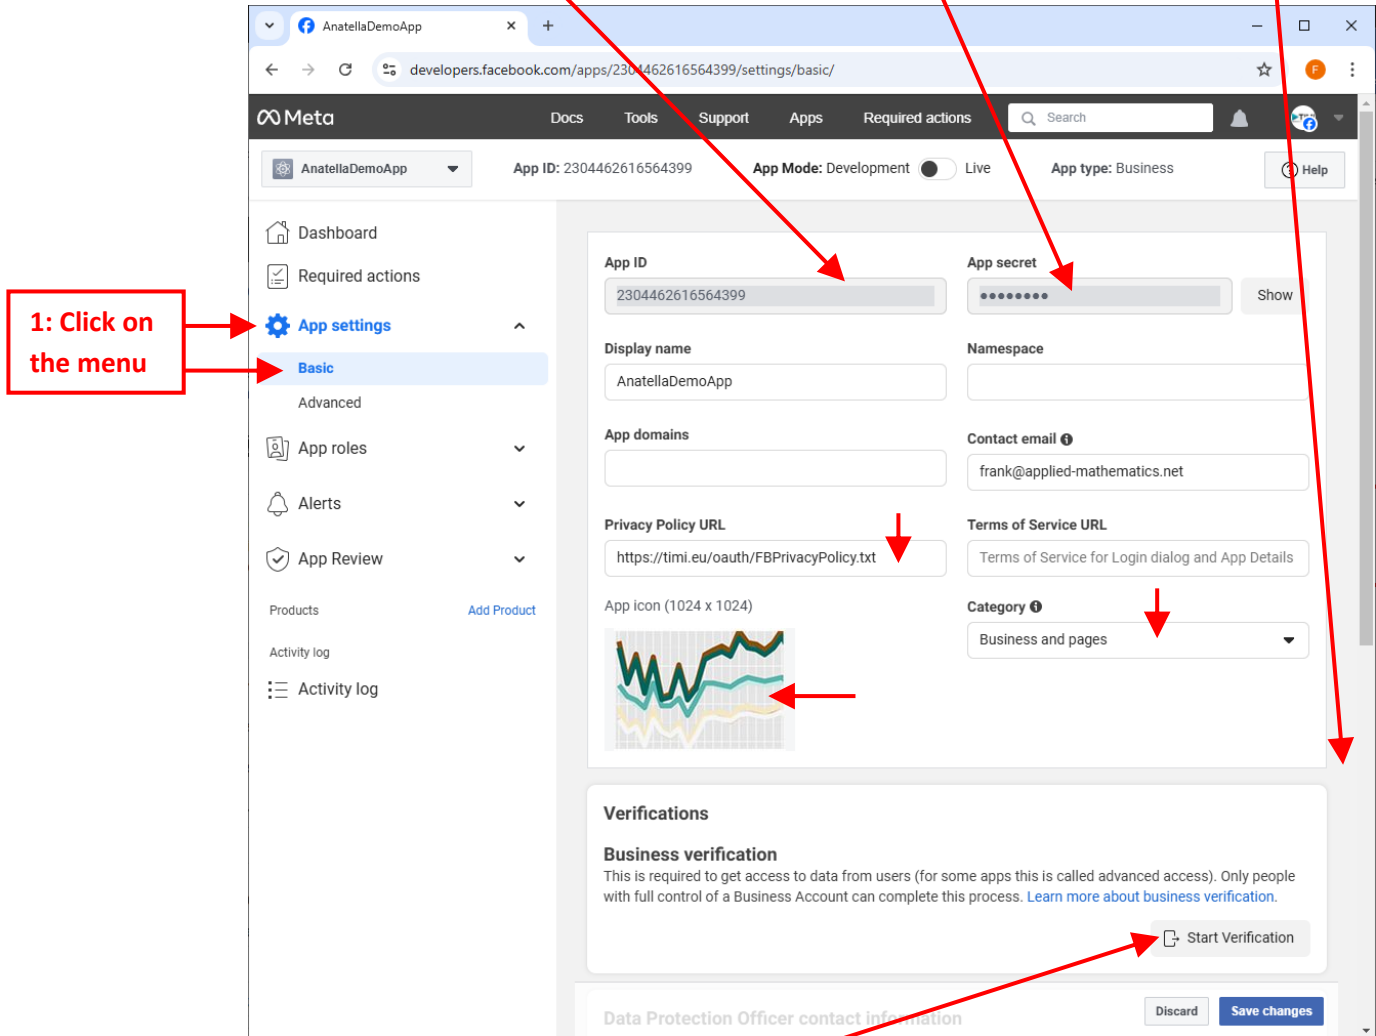 AnatellaDemoApp
developers.facebook.com/apps/2304462616564399/settings/basic/
F
Meta
Docs Tools Support Apps Required actions Search
AnatellaDemoApp
App ID: 2304462616564399
App Mode: Development Live
App type: Business
Help
Dashboard
Required actions
1: Click on
the menu
App settings
Basic
Advanced
App roles
Alerts
App Review
Products Add Product
Activity log
Activity log
App ID
2304462616564399
App secret
••••••••
Show
Display name
AnatellaDemoApp
Namespace
App domains
Contact email
frank@applied-mathematics.net
Privacy Policy URL
https://timi.eu/oauth/FBPrivacyPolicy.txt
Terms of Service URL
Terms of Service for Login dialog and App Details
App icon (1024 x 1024)
Category
Business and pages
Verifications
Business verification
This is required to get access to data from users (for some apps this is called advanced access). Only people
with full control of a Business Account can complete this process. Learn more about business verification.
Start Verification
Data Protection Officer contact information
Discard
Save changes